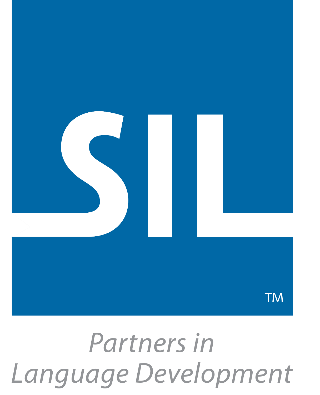 SIL
TM
Partners in
Language Development